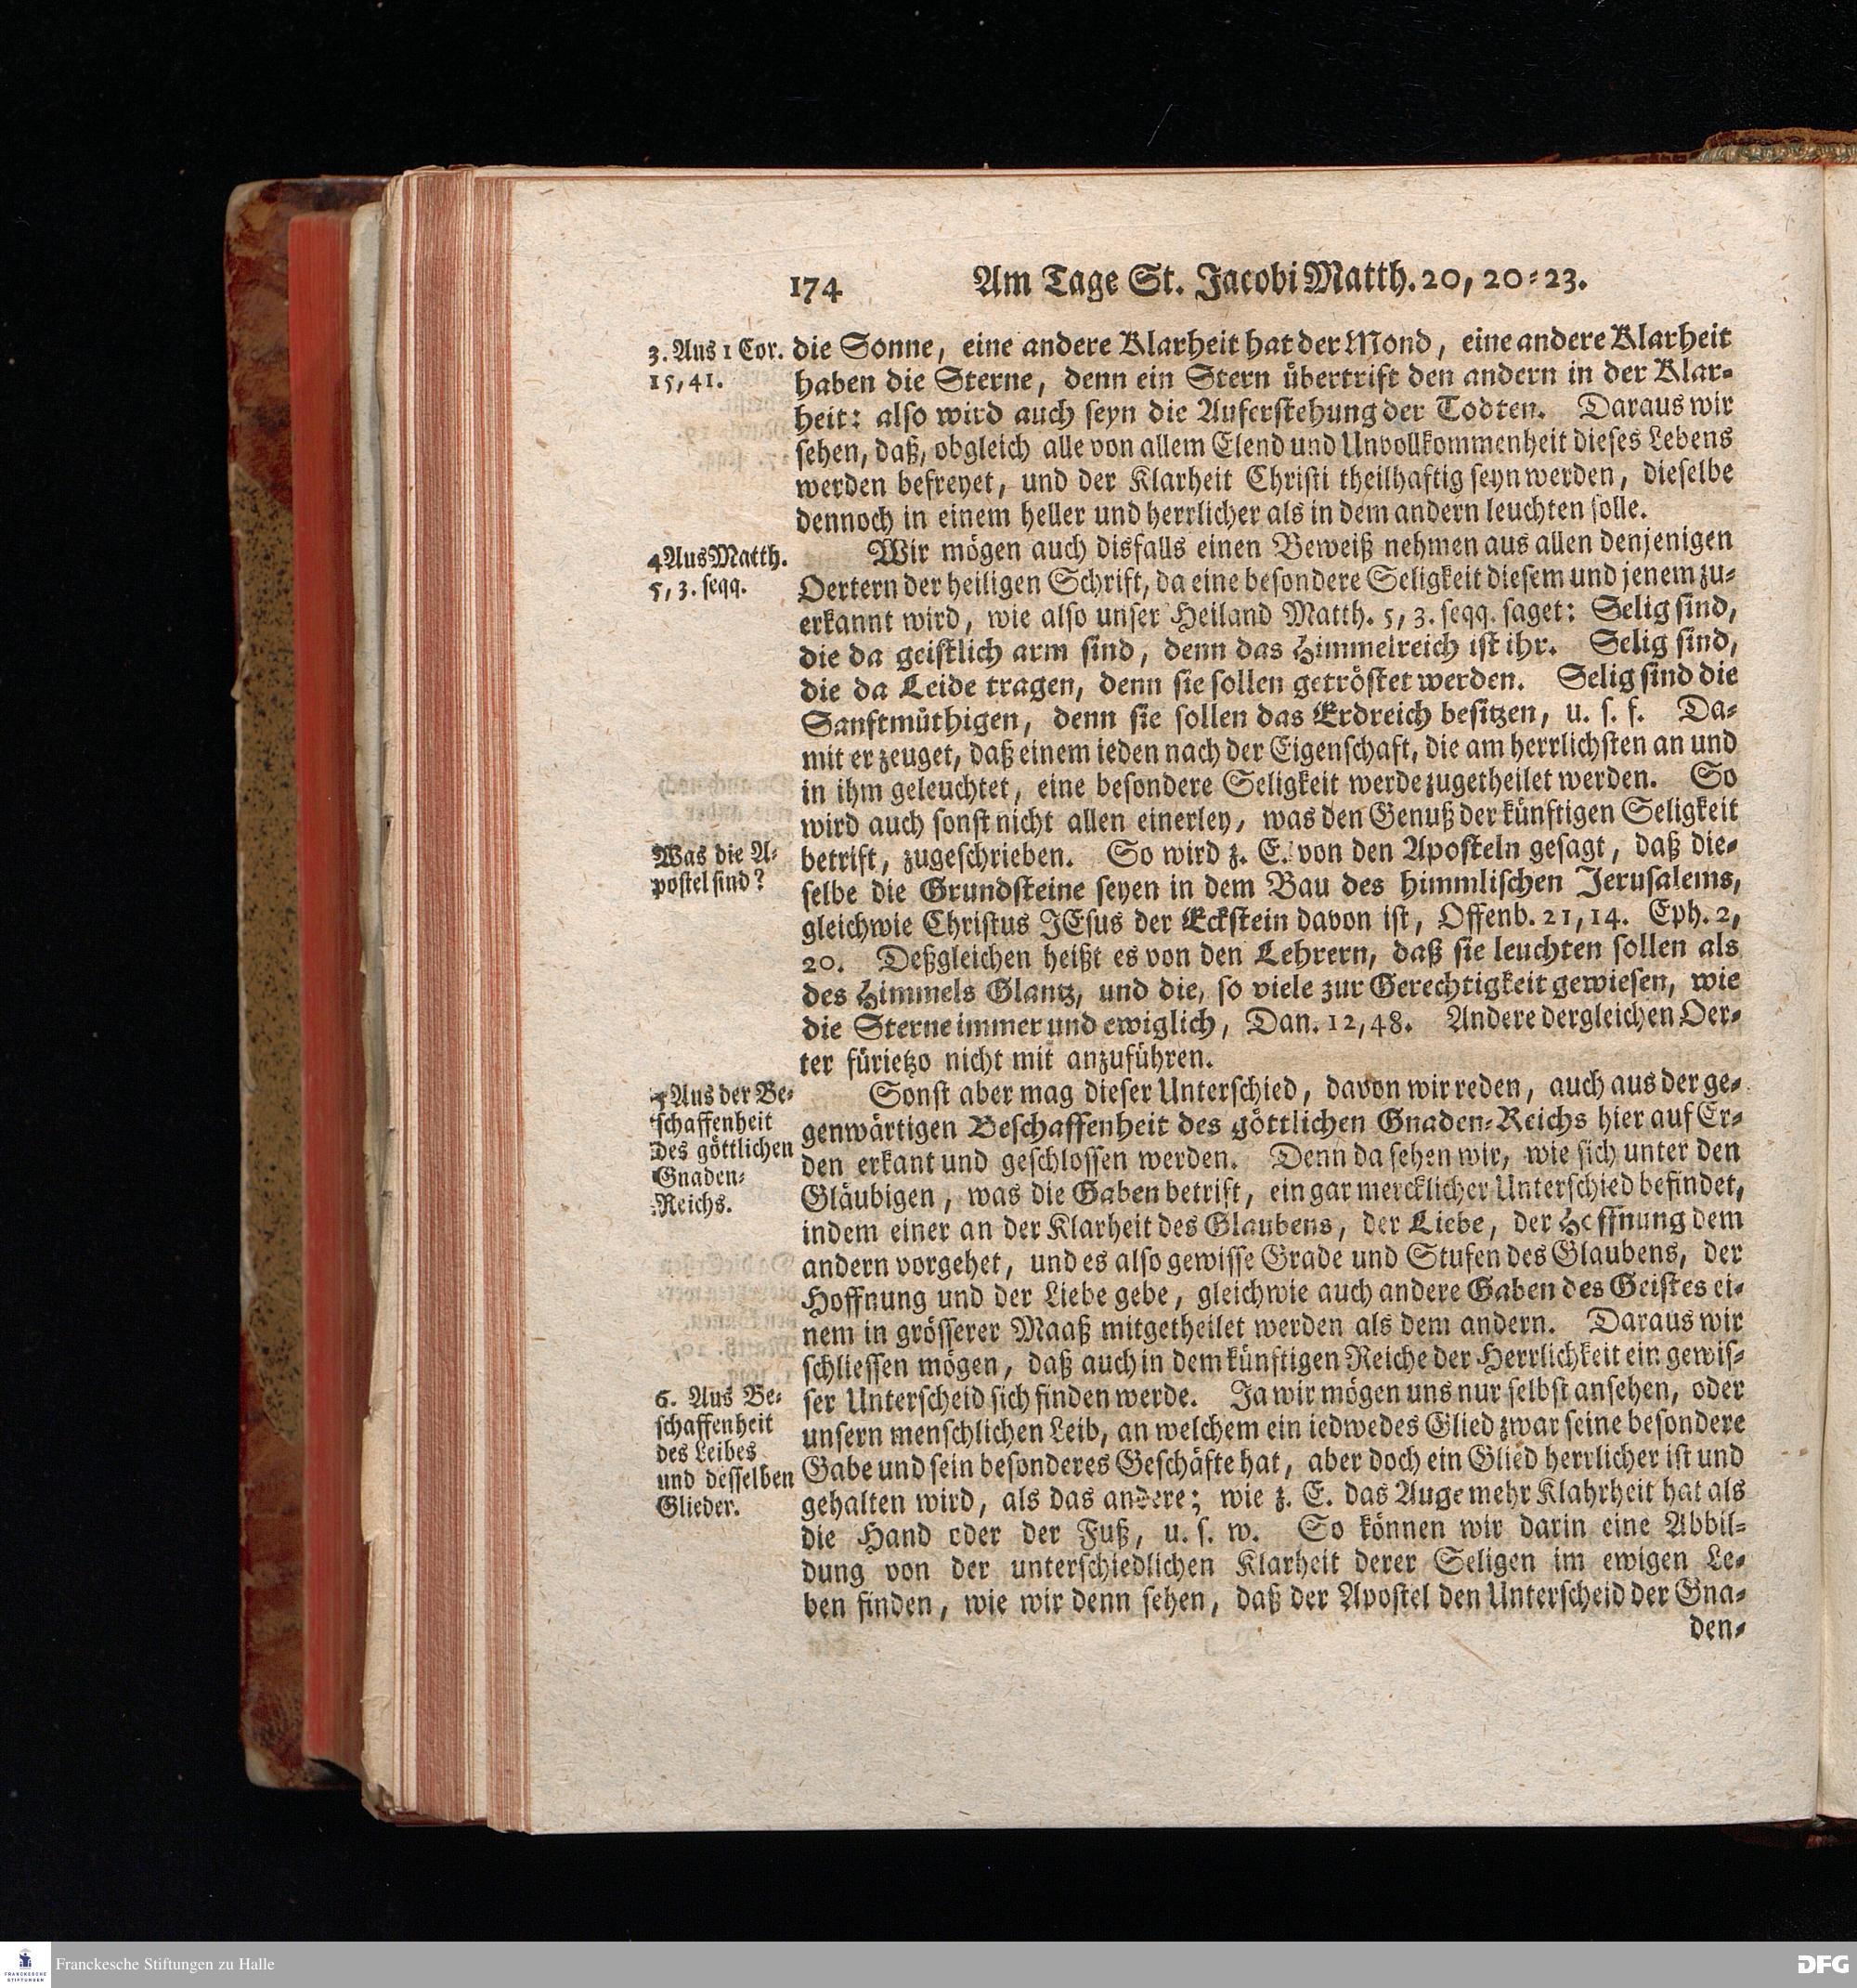 174 Am Tage St. Jacobi Matth. 20, 20-23.
3. Aus 1 Cor.
15, 41.
die Sonne, eine andere Klarheit hat der Mond, eine andere Klarheit
haben die Sterne, denn ein Stern übertrift den andern in der Klar-
heit: also wird auch seyn die Auferstehung der Todten. Daraus wir
sehen, daß, obgleich alle von allem Elend und Unvollkommenheit dieses Lebens
werden befreyet, und der Klarheit Christi theilhaftig seyn werden, dieselbe
dennoch in einem heller und herrlicher als in dem andern leuchten solle.
4 Aus Matth.
5, 3. seqq.
Wir mögen auch disfalls einen Beweiß nehmen aus allen denjenigen
Oertern der heiligen Schrift, da eine besondere Seligkeit diesem und jenem zu-
erkannt wird, wie also unser Heiland Matth. 5, 3. seqq. saget: Selig sind,
die da geistlich arm sind, denn das Himmelreich ist ihr. Selig sind,
die da Leide tragen, denn sie sollen getröstet werden. Selig sind die
Sanftmüthigen, denn sie sollen das Erdreich besitzen, u. s. f. Da-
mit er zeuget, daß einem ieden nach der Eigenschaft, die am herrlichsten an und
in ihm geleuchtet, eine besondere Seligkeit werde zugetheilet werden. So
wird auch sonst nicht allen einerley, was den Genuß der künftigen Seligkeit
Was die A-
postel sind?
betrift, zugeschrieben. So wird z. E. von den Aposteln gesagt, daß die-
selbe die Grundsteine seyen in dem Bau des himmlischen Jerusalems,
gleichwie Christus JEsus der Eckstein davon ist, Offenb. 21, 14. Eph. 2,
20. Deßgleichen heißt es von den Lehrern, daß sie leuchten sollen als
des Himmels Glantz, und die, so viele zur Gerechtigkeit gewiesen, wie
die Sterne immer und ewiglich, Dan. 12, 48. Andere dergleichen Oer-
ter fürietzo nicht mit anzuführen.
5 Aus der Be-
schaffenheit
des göttlichen
Gnaden-
Reichs.
Sonst aber mag dieser Unterschied, davon wir reden, auch aus der ge-
genwärtigen Beschaffenheit des göttlichen Gnaden-Reichs hier auf Er-
den erkant und geschlossen werden. Denn da sehen wir, wie sich unter den
Gläubigen, was die Gaben betrift, ein gar mercklicher Unterschied befindet,
indem einer an der Klarheit des Glaubens, der Liebe, der Hoffnung dem
andern vorgehet, und es also gewisse Grade und Stufen des Glaubens, der
Hoffnung und der Liebe gebe, gleichwie auch andere Gaben des Geistes ei-
nem in grösserer Maaß mitgetheilet werden als dem andern. Daraus wir
schliessen mögen, daß auch in dem künftigen Reiche der Herrlichkeit ein gewis-
6. Aus Be-
schaffenheit
des Leibes
und desselben
Glieder.
ser Unterscheid sich finden werde. Ja wir mögen uns nur selbst ansehen, oder
unsern menschlichen Leib, an welchem ein iedwedes Glied zwar seine besondere
Gabe und sein besonderes Geschäfte hat, aber doch ein Glied herrlicher ist und
gehalten wird, als das andere; wie z. E. das Auge mehr Klahrheit hat als
die Hand oder der Fuß, u. s. w. So können wir darin eine Abbil-
dung von der unterschiedlichen Klarheit derer Seligen im ewigen Le-
ben finden, wie wir denn sehen, daß der Apostel den Unterscheid der Gna-
den-
FRANCKESCHE
STIFTUNGEN
Franckesche Stiftungen zu Halle
DFG